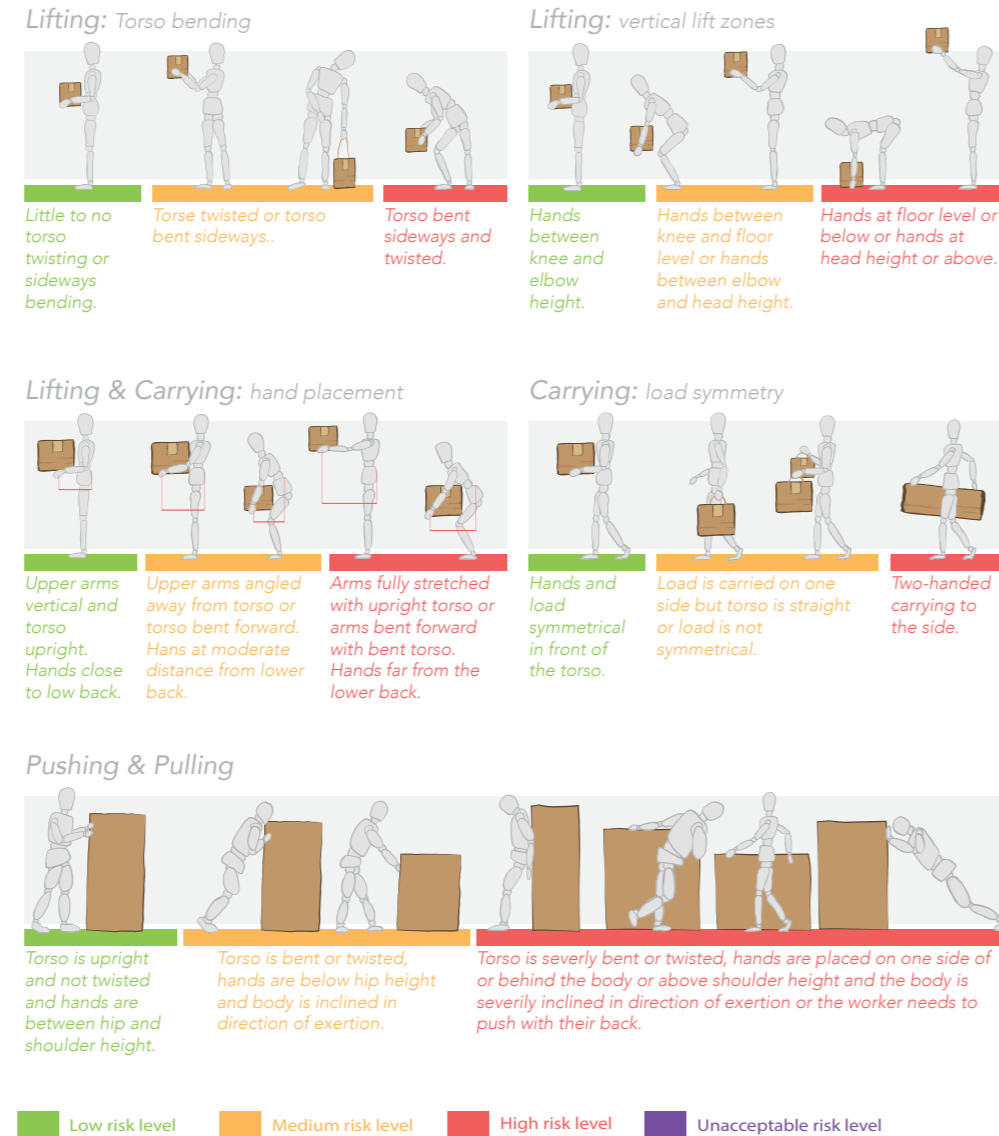 Lifting: Torso bending
Little to no
torso
twisting or
sideways
bending.
Torse twisted or torso
bent sideways..
Torso bent
sideways and
twisted.
Lifting: vertical lift zones
Hands
between
knee and
elbow
height.
Hands between
knee and floor
level or hands
between elbow
and head height.
Hands at floor level or
below or hands at
head height or above.
Lifting & Carrying: hand placement
Upper arms
vertical and
torso
upright.
Hands close
to low back.
Upper arms angled
away from torso or
torso bent forward.
Hans at moderate
distance from lower
back.
Arms fully stretched
with upright torso or
arms bent forward
with bent torso.
Hands far from the
lower back.
Carrying: load symmetry
Hands and
load
symmetrical
in front of
the torso.
Load is carried on one
side but torso is straight
or load is not
symmetrical.
Two-handed
carrying to
the side.
Pushing & Pulling
Torso is upright
and not twisted
and hands are
between hip and
shoulder height.
Torso is bent or twisted,
hands are below hip height
and body is inclined in
direction of exertion.
Torso is severly bent or twisted, hands are placed on one side of
or behind the body or above shoulder height and the body is
severily inclined in direction of exertion or the worker needs to
push with their back.
Low risk level
Medium risk level
High risk level
Unacceptable risk level